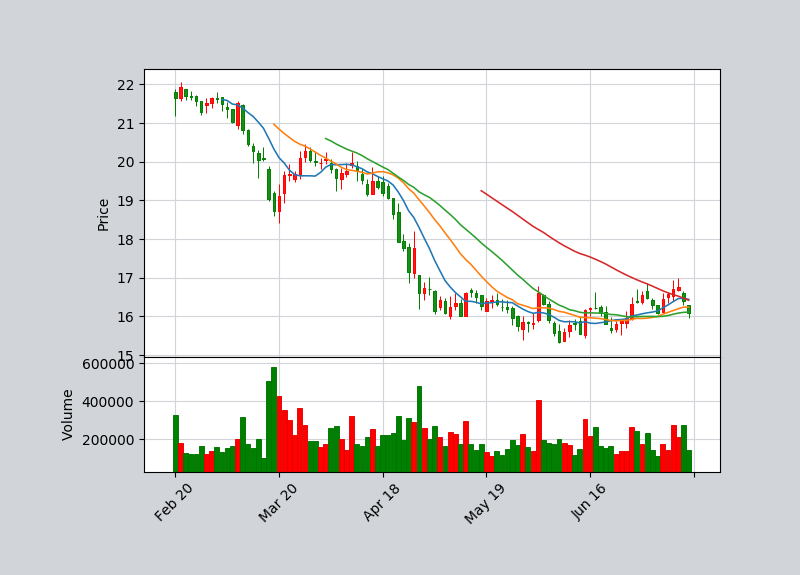 22
21
20
19
18
17
16
15
Price
600000
400000
200000
Volume
Feb 20
Mar 20
Apr 18
May 19
Jun 16